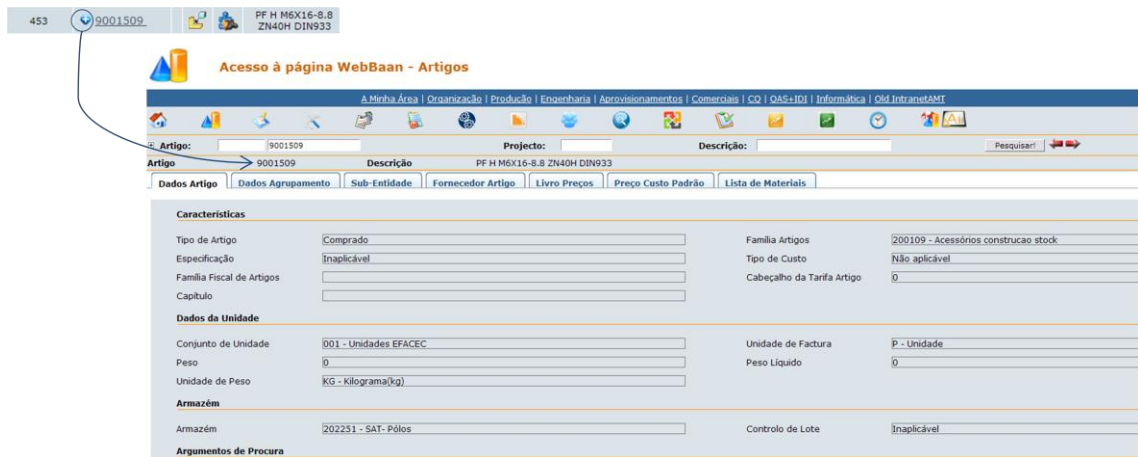 453 9001509 PF H M6X16-8.8
ZN40H DIN933
Acesso à página WebBaan - Artigos
A Minha Área | Organização | Produção | Engenharia | Aprovisionamentos | Comerciais | CQ | QAS+IDI | Informática | Old IntranetAMT
Artigo: 9001509 Projecto: Descrição: Pesquisar!
Artigo 9001509 Descrição PF H M6X16-8.8 ZN40H DIN933
Dados Artigo Dados Agrupamento Sub-Entidade Fornecedor Artigo Livro Preços Preço Custo Padrão Lista de Materiais
Características
Tipo de Artigo Comprado Família Artigos 200109 - Acessórios construcao stock
Especificação Inaplicável Tipo de Custo Não aplicável
Família Fiscal de Artigos Cabeçalho da Tarifa Artigo 0
Capítulo
Dados da Unidade
Conjunto de Unidade 001 - Unidades EFACEC Unidade de Factura P - Unidade
Peso 0 Peso Líquido 0
Unidade de Peso KG - Kilograma(kg)
Armazém
Armazém 202251 - SAT- Pólos Controlo de Lote Inaplicável
Argumentos de Procura